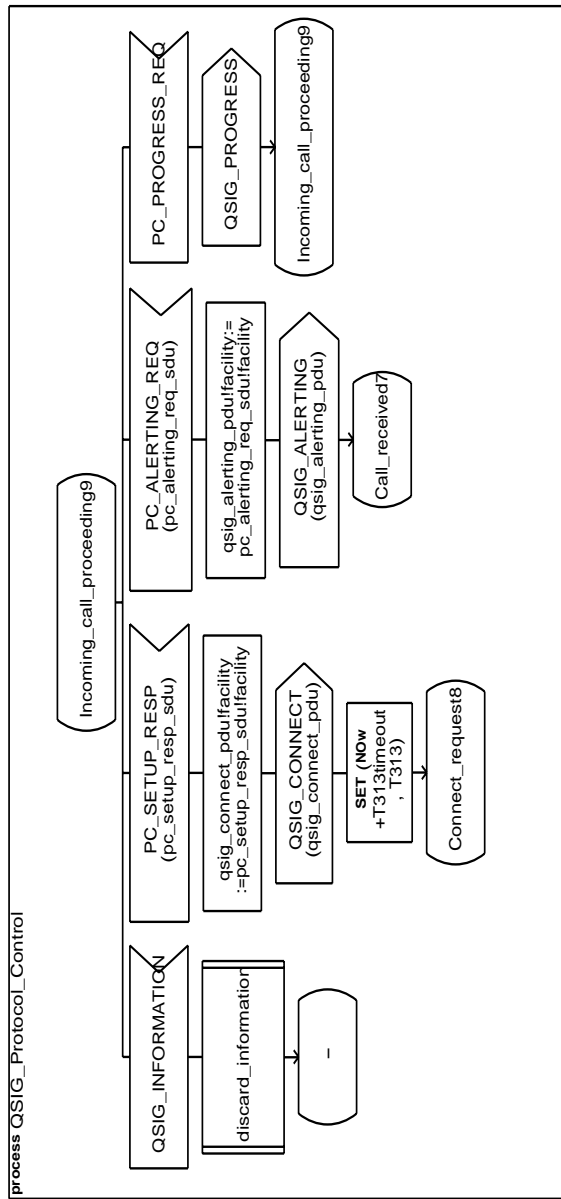 process QSIG_Protocol_Control
Incoming_call_proceeding9
QSIG_INFORMATION
discard_information
–
PC_SETUP_RESP
(pc_setup_resp_sdu)
qsig_connect_pdu!facility
:=pc_setup_resp_sdu!facility
QSIG_CONNECT
(qsig_connect_pdu)
SET (NOw
+T313timeout
, T313)
Connect_request8
PC_ALERTING_REQ
(pc_alerting_req_sdu)
qsig_alerting_pdu!facility:=
pc_alerting_req_sdu!facility
QSIG_ALERTING
(qsig_alerting_pdu)
Call_received7
PC_PROGRESS_REQ
QSIG_PROGRESS
Incoming_call_proceeding9